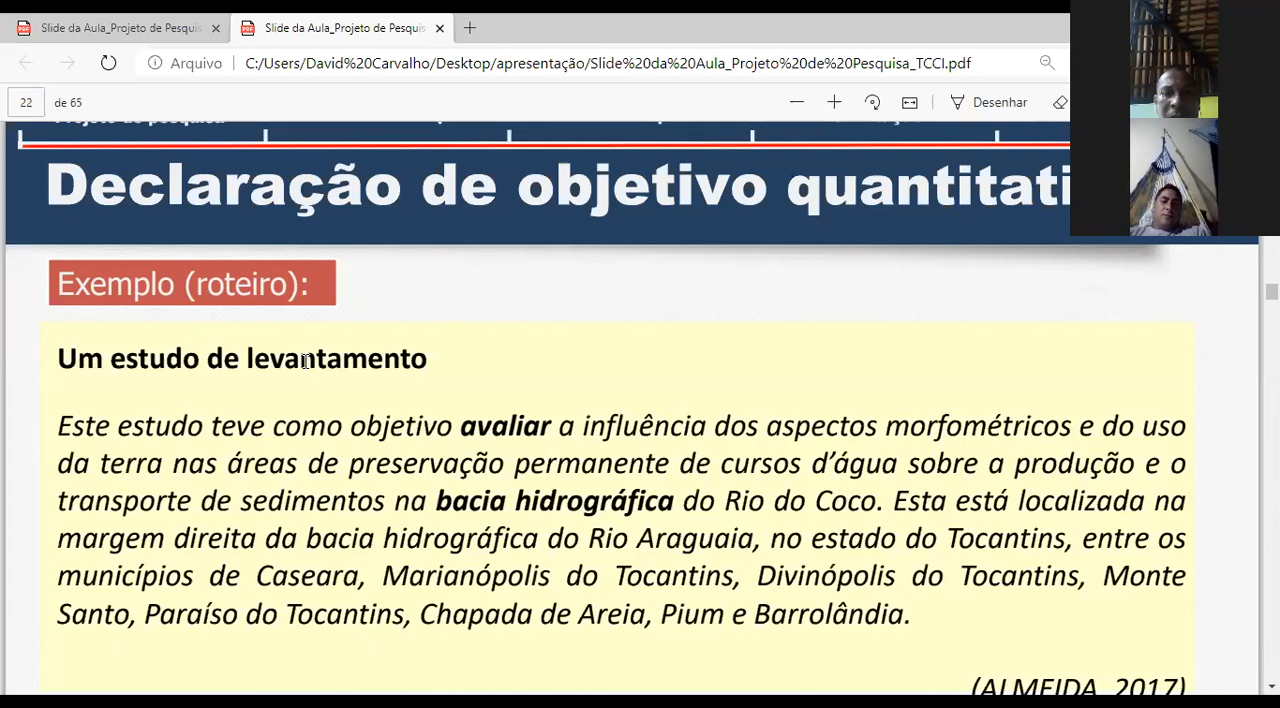 Slide da Aula_Projeto de Pesquis
Slide da Aula_Projeto de Pesquis
Arquivo
C:/Users/David%20Carvalho/Desktop/apresentação/Slide%20da%20Aula_Projeto%20de%20Pesquisa_TCCI.pdf
22 de 65
Desenhar
Declaração de objetivo quantitati
Exemplo (roteiro):
Um estudo de levantamento
Este estudo teve como objetivo avaliar a influência dos aspectos morfométricos e do uso
da terra nas áreas de preservação permanente de cursos d’água sobre a produção e o
transporte de sedimentos na bacia hidrográfica do Rio do Coco. Esta está localizada na
margem direita da bacia hidrográfica do Rio Araguaia, no estado do Tocantins, entre os
municípios de Caseara, Marianópolis do Tocantins, Divinópolis do Tocantins, Monte
Santo, Paraíso do Tocantins, Chapada de Areia, Pium e Barrolândia.
(ALMEIDA, 2017)